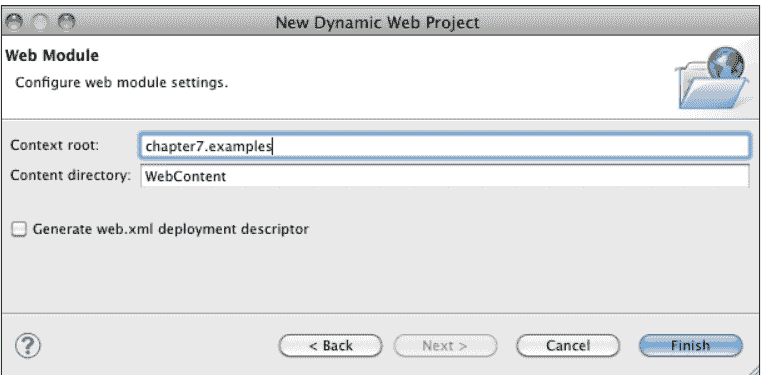 New Dynamic Web Project
Web Module
Configure web module settings.
Context root: chapter7.examples
Content directory: WebContent
Generate web.xml deployment descriptor
? < Back Next > Cancel Finish